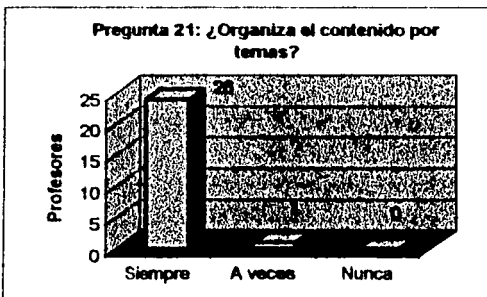 Pregunta 21: ¿Organiza el contenido por
temas?
Profesores
25
20
15
10
5
0
0
Siempre
A veces
Nunca